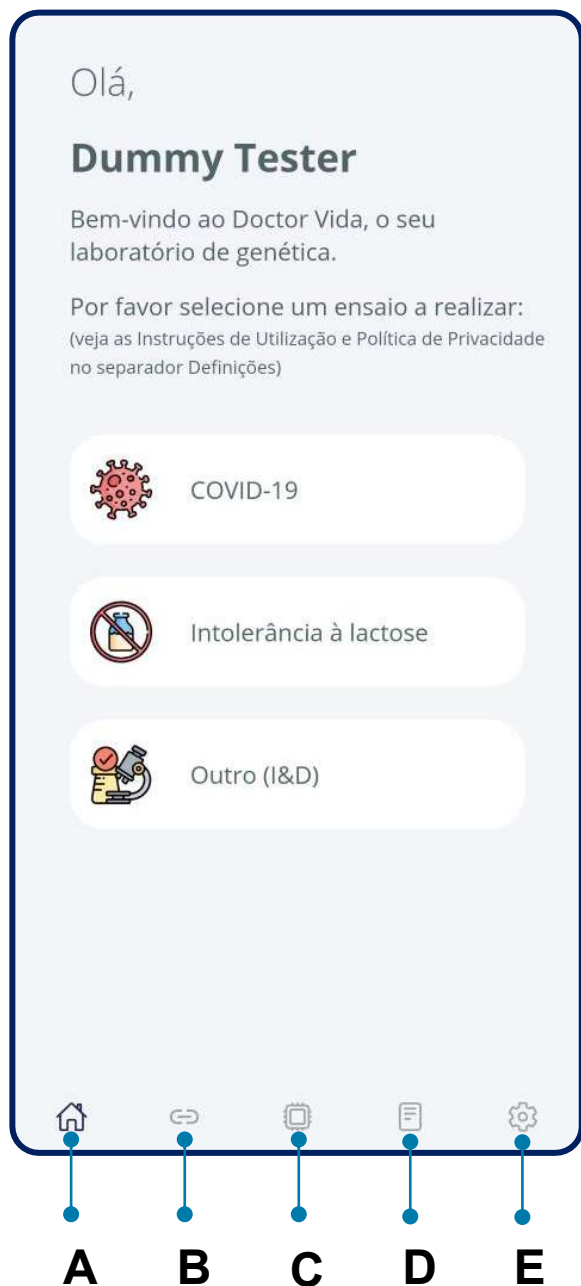 Olá,
Dummy Tester
Bem-vindo ao Doctor Vida, o seu
laboratório de genética.
Por favor selecione um ensaio a realizar:
(veja as Instruções de Utilização e Política de Privacidade
no separador Definições)
COVID-19
Intolerância à lactose
Outro (I&D)
A B C D E